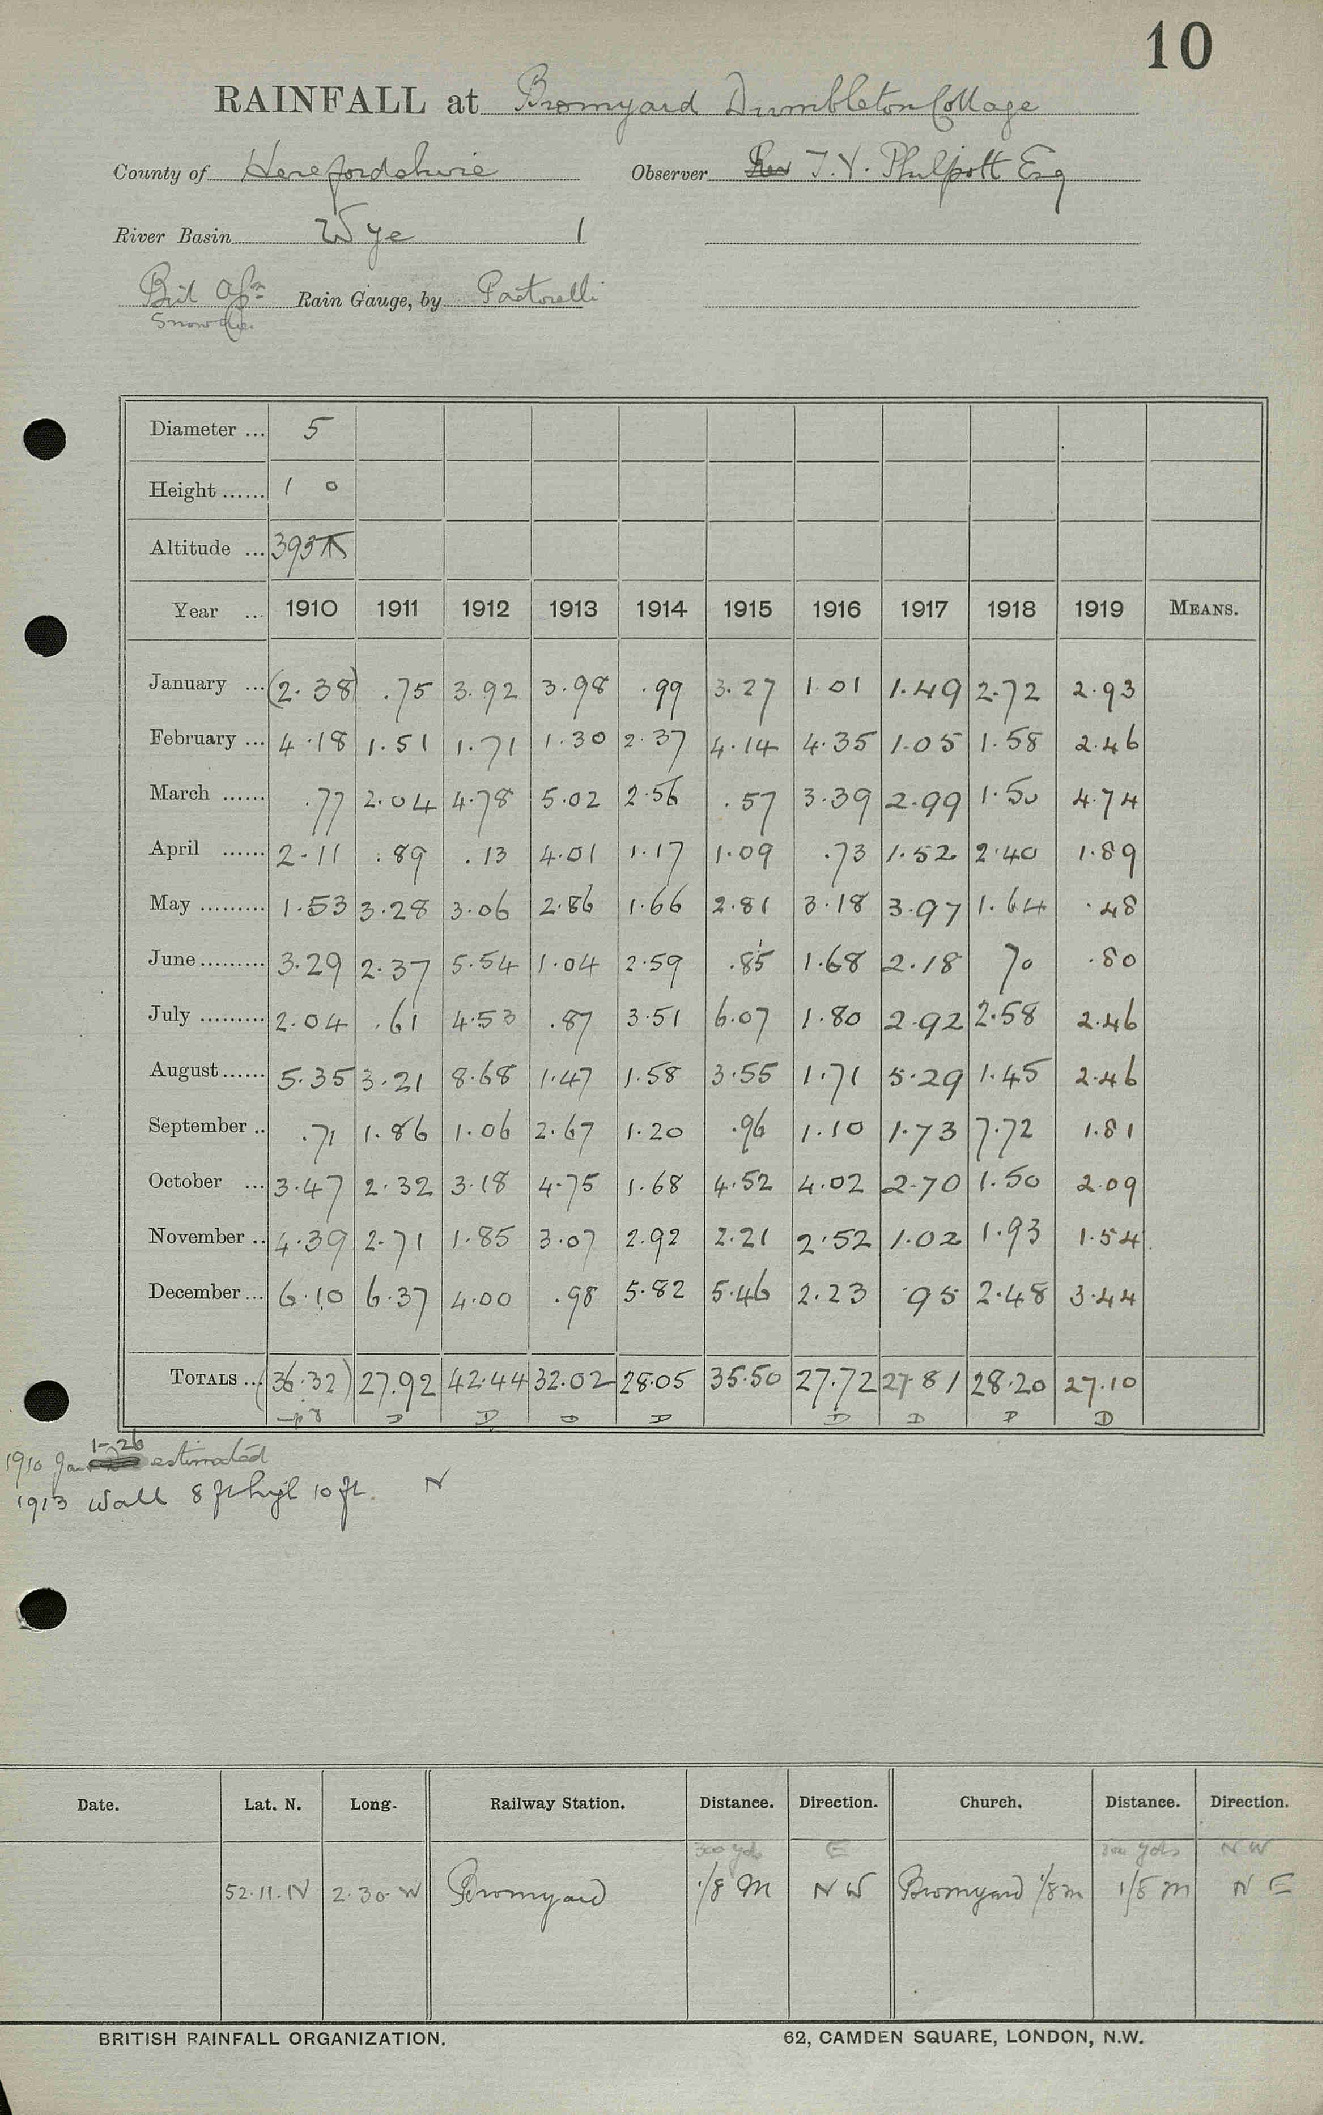 10
RAINFALL at Bromyard Dumbleton Cottage
County of Herefordshire Observer Rev T. Y. Philpott Esq
River Basin Wye 1
Brit Assn Rain Gauge, by Pastorelli
Snowdon
Diameter ... 5
Height ...... 1 0
Altitude ... 393 ft
Year ... 1910 1911 1912 1913 1914 1915 1916 1917 1918 1919 MEANS.
January ... (2.38) .75 3.92 3.98 .99 3.27 1.01 1.49 2.72 2.93
February ... 4.18 1.51 1.71 1.30 2.37 4.14 4.35 1.05 1.58 2.46
March ...... .77 2.04 4.78 5.02 2.56 .57 3.39 2.99 1.50 4.74
April ...... 2.11 .89 .13 4.01 1.17 1.09 .73 1.52 2.40 1.89
May ......... 1.53 3.28 3.06 2.86 1.66 2.81 3.18 3.97 1.64 .48
June ......... 3.29 2.37 5.54 1.04 2.59 .85 1.68 2.18 70 .80
July ......... 2.04 .61 4.53 .87 3.51 6.07 1.80 2.92 2.58 2.46
August ...... 5.35 3.21 8.68 1.47 1.58 3.55 1.71 5.29 1.45 2.46
September .. .71 1.86 1.06 2.67 1.20 .96 1.10 1.73 7.72 1.81
October ... 3.47 2.32 3.18 4.75 1.68 4.52 4.02 2.70 1.50 2.09
November .. 4.39 2.71 1.85 3.07 2.92 2.21 2.52 1.02 1.93 1.54
December ... 6.10 6.37 4.00 .98 5.82 5.46 2.23 .95 2.48 3.44
TOTALS ... (36.32) 27.92 42.44 32.02 28.05 35.50 27.72 27.81 28.20 27.10
D D D D D D P D
1910 Jan 1-26 estimated
1913 Wall 8 ft high 10 ft. N
Date. Lat. N. Long. Railway Station. Distance. Direction. Church. Distance. Direction.
300 yds E 200 yds NW
52.11.N 2.30.W Bromyard 1/8 M NW Bromyard 1/8 m 1/5 m NE
BRITISH RAINFALL ORGANIZATION. 62, CAMDEN SQUARE, LONDON, N.W.